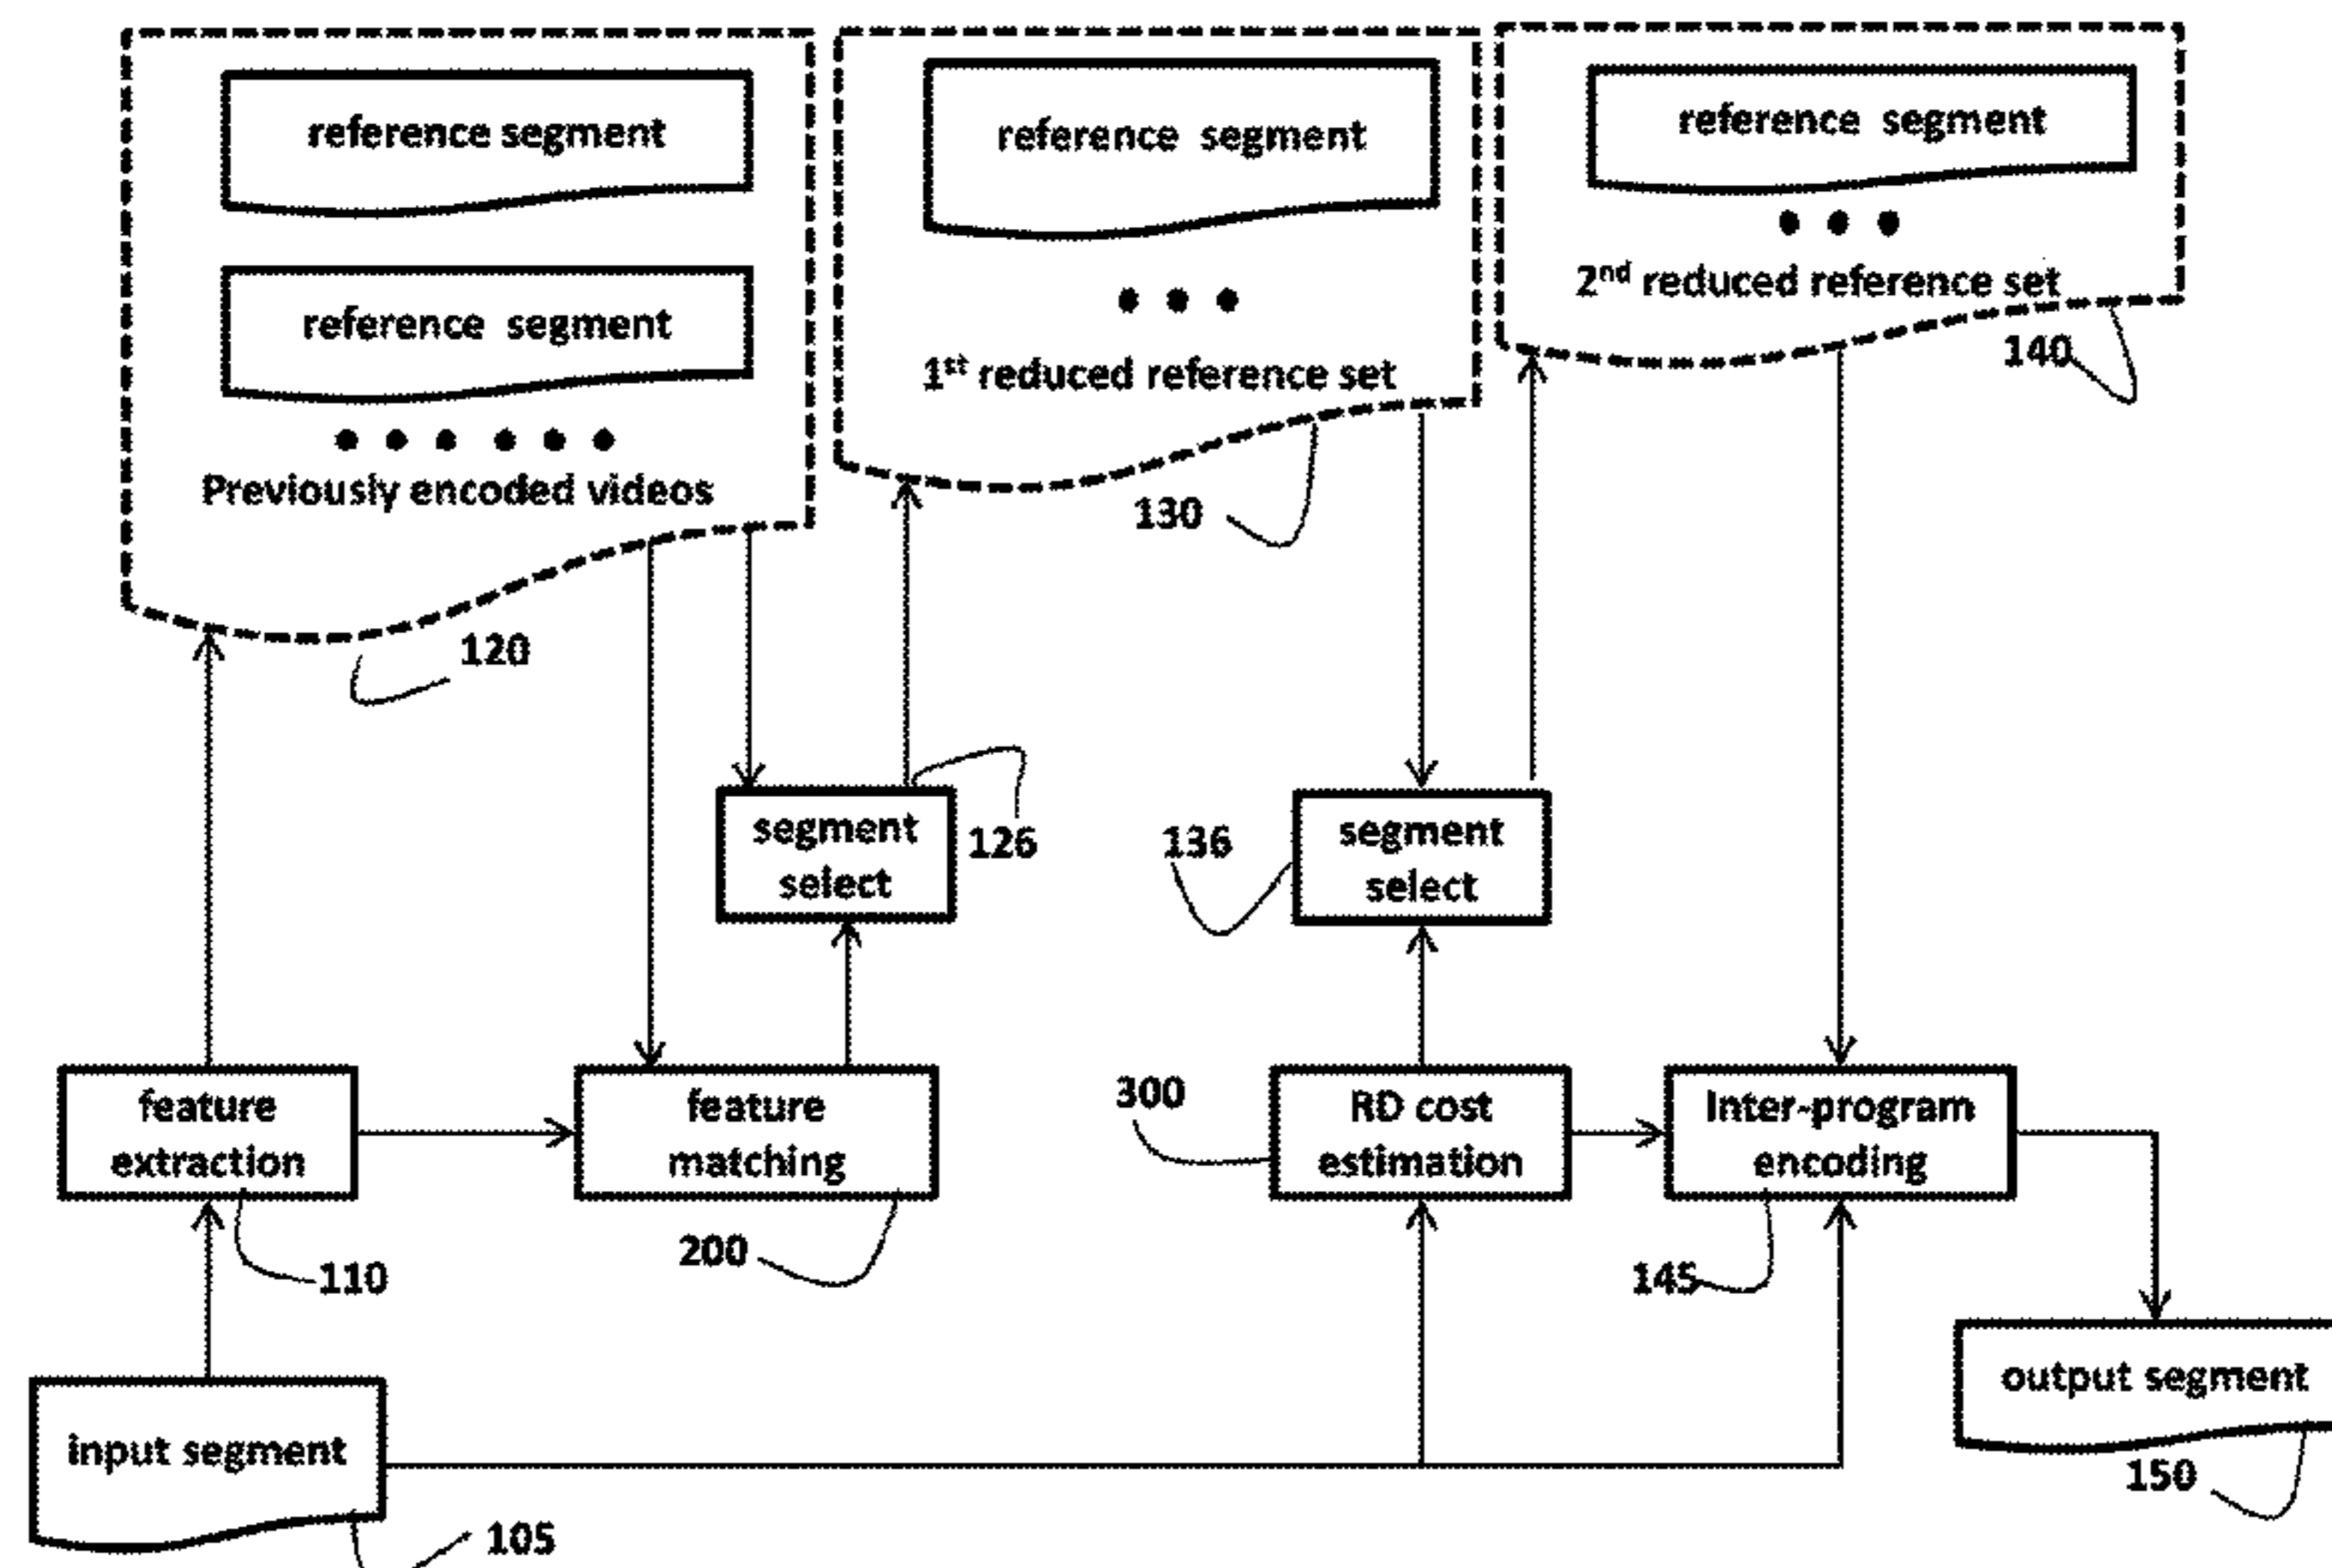 reference segment
reference segment
Previously encoded videos
120
reference segment
1st reduced reference set
130
reference segment
2nd reduced reference set
140
segment
select
126
136
segment
select
feature
extraction
110
feature
matching
200
300
RD cost
estimation
Inter-program
encoding
145
input segment
105
output segment
150